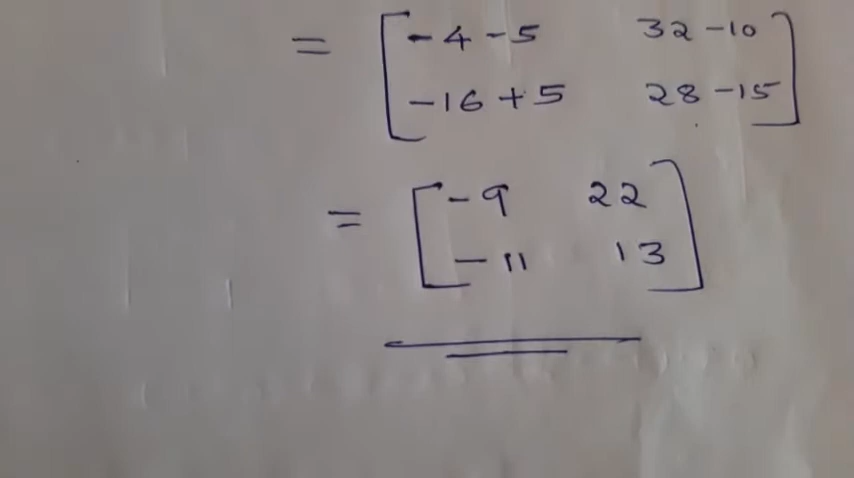 = [ -4-5 32-10
-16+5 28-15 ]
= [ -9 22
-11 13 ]